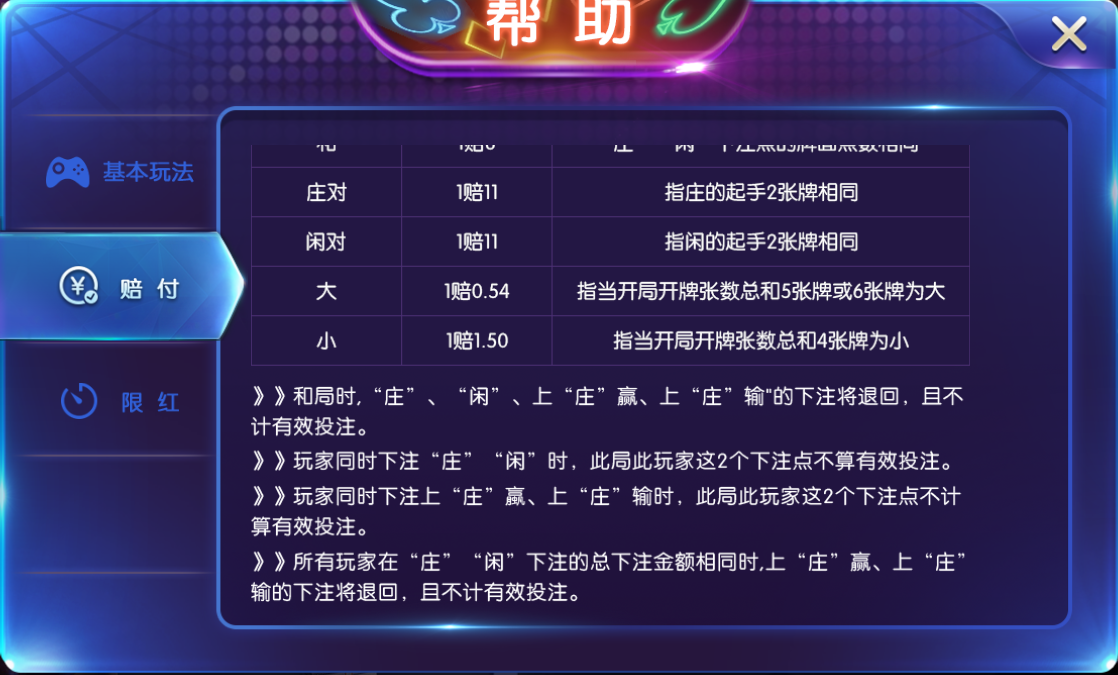 帮 助
基本玩法
赔 付
限 红
庄对 1赔11 指庄的起手2张牌相同
闲对 1赔11 指闲的起手2张牌相同
大 1赔0.54 指当开局开牌张数总和5张牌或6张牌为大
小 1赔1.50 指当开局开牌张数总和4张牌为小
》》和局时, “庄” 、 “闲” 、上 “庄” 赢、上 “庄” 输"的下注将退回，且不
计有效投注。
》》玩家同时下注 “庄” “闲” 时，此局此玩家这2个下注点不算有效投注。
》》玩家同时下注上 “庄” 赢、上 “庄” 输时，此局此玩家这2个下注点不计
算有效投注。
》》所有玩家在 “庄” “闲” 下注的总下注金额相同时,上 “庄” 赢、上 “庄”
输的下注将退回，且不计有效投注。